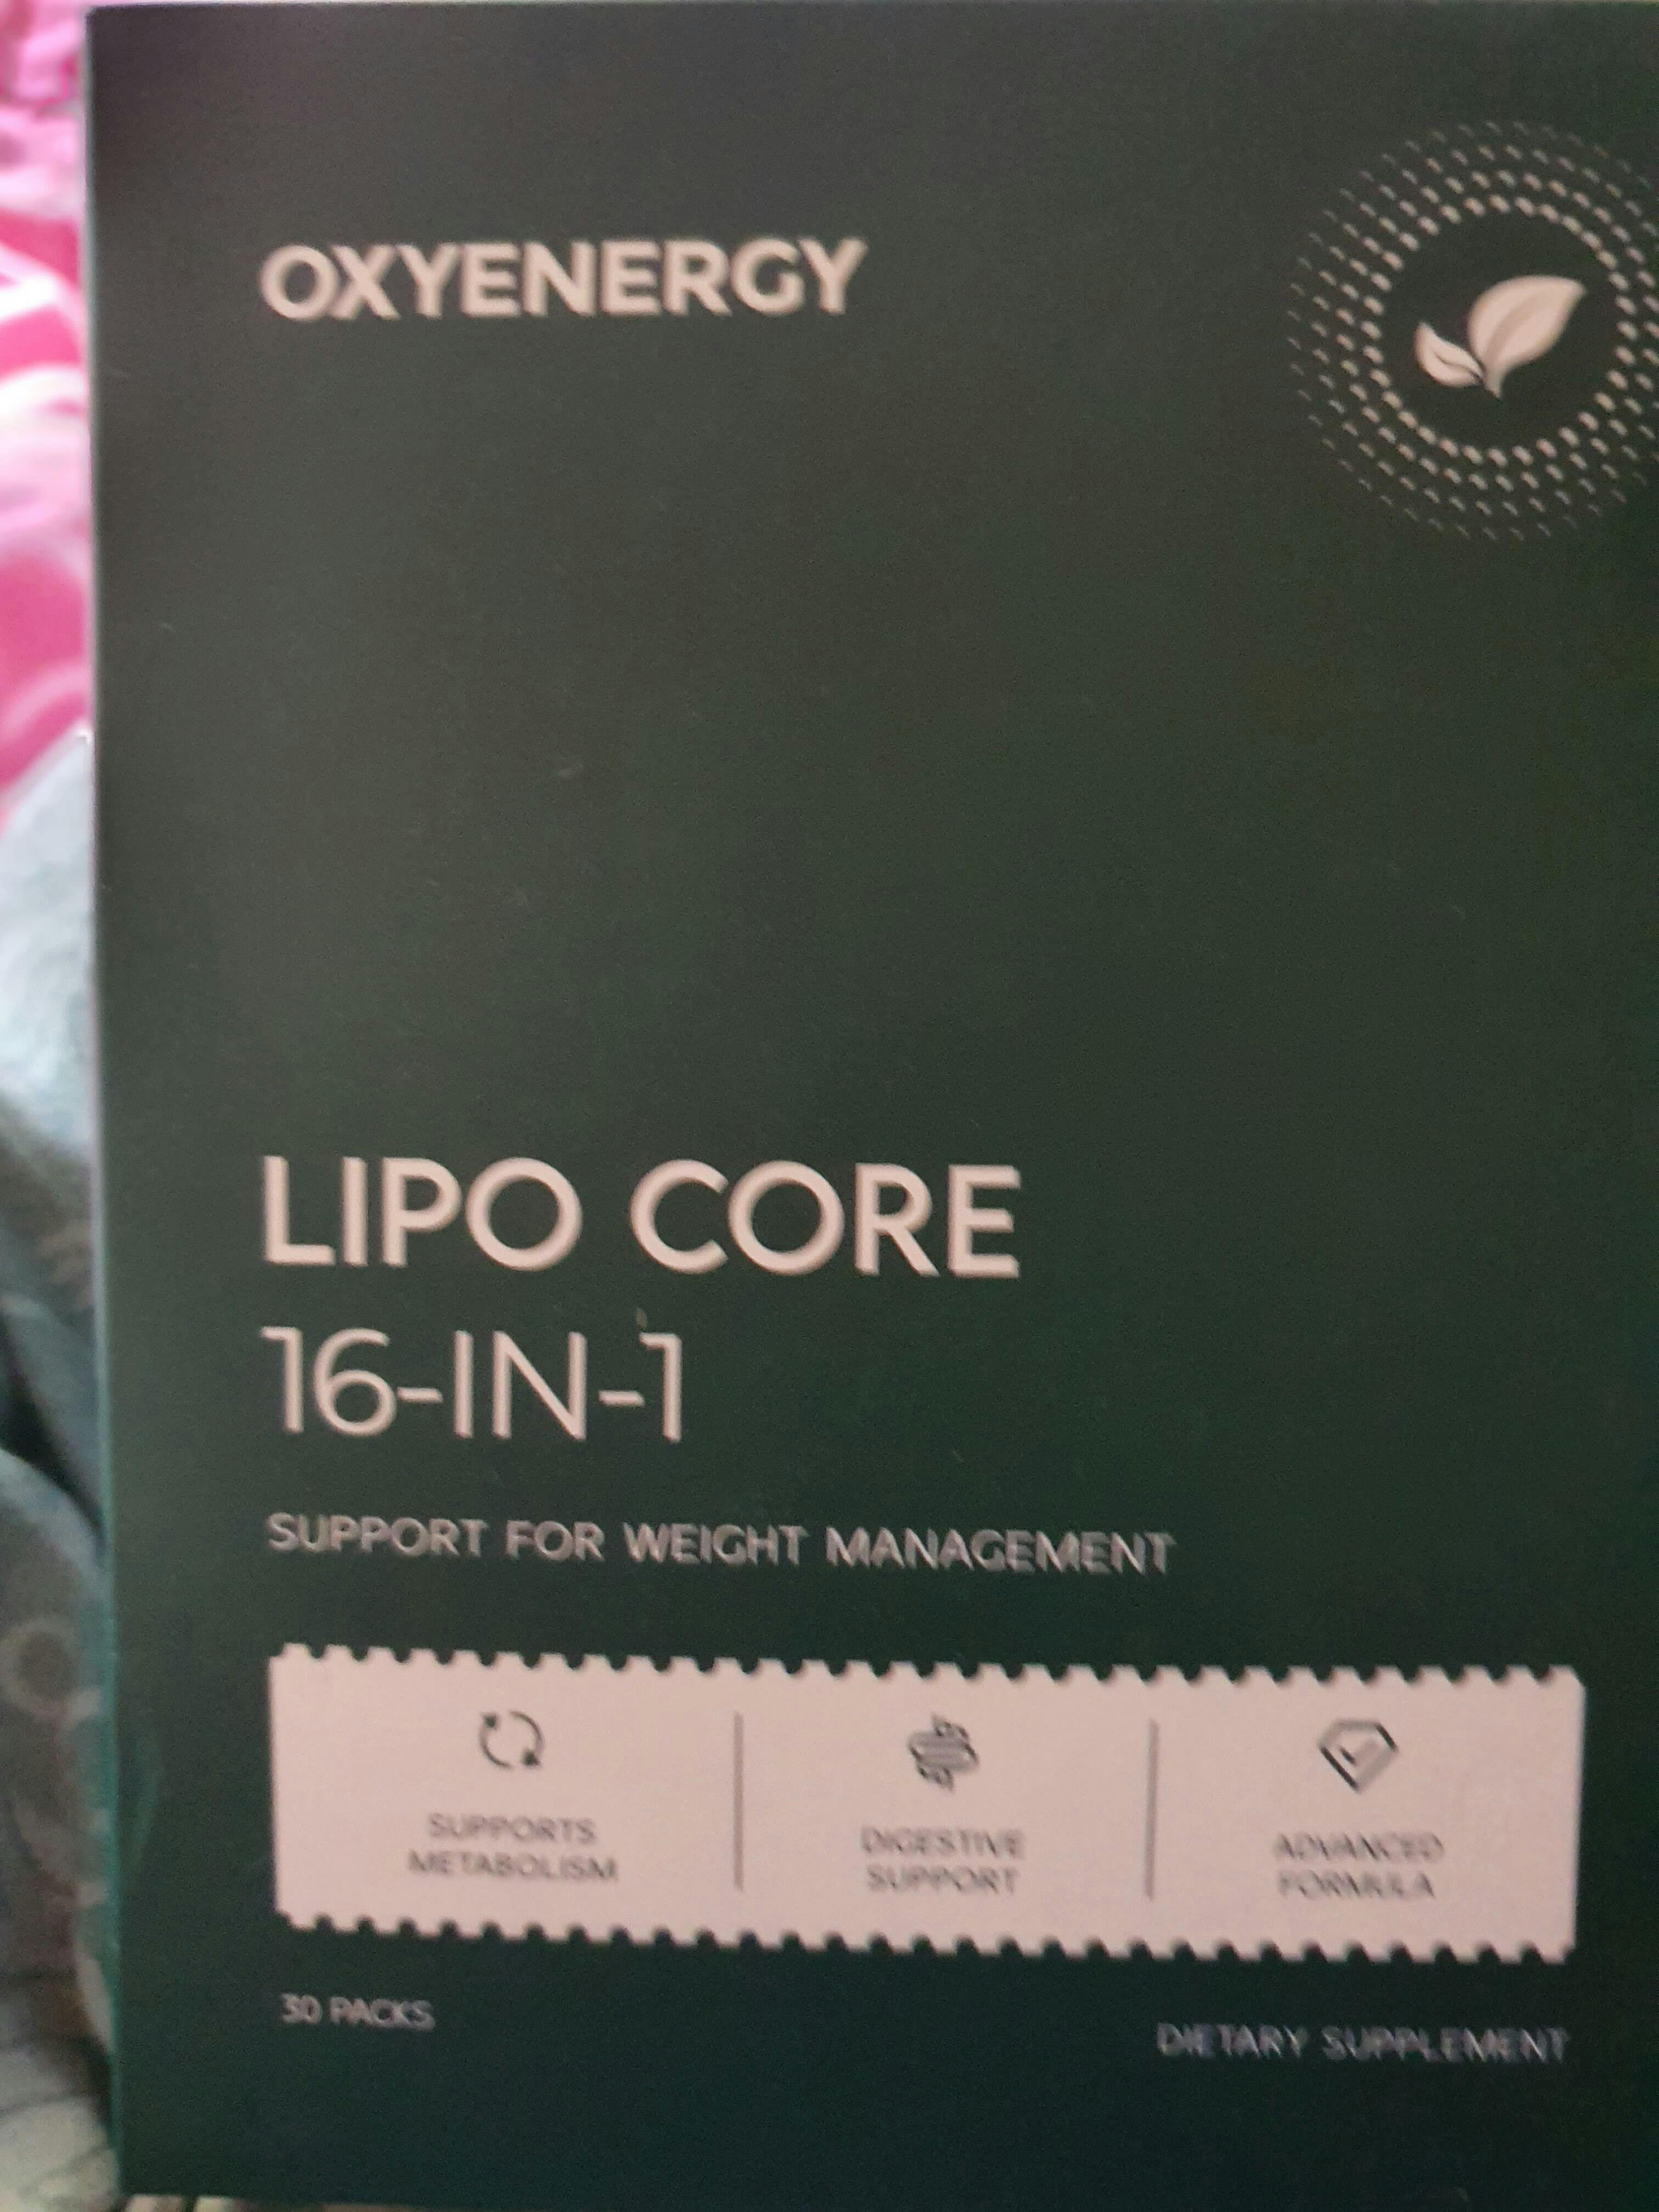 OXYENERGY
LIPO CORE
16-IN-1
SUPPORT FOR WEIGHT MANAGEMENT
SUPPORTS
METABOLISM
DIGESTIVE
SUPPORT
ADVANCED
FORMULA
30 PACKS
DIETARY SUPPLEMENT